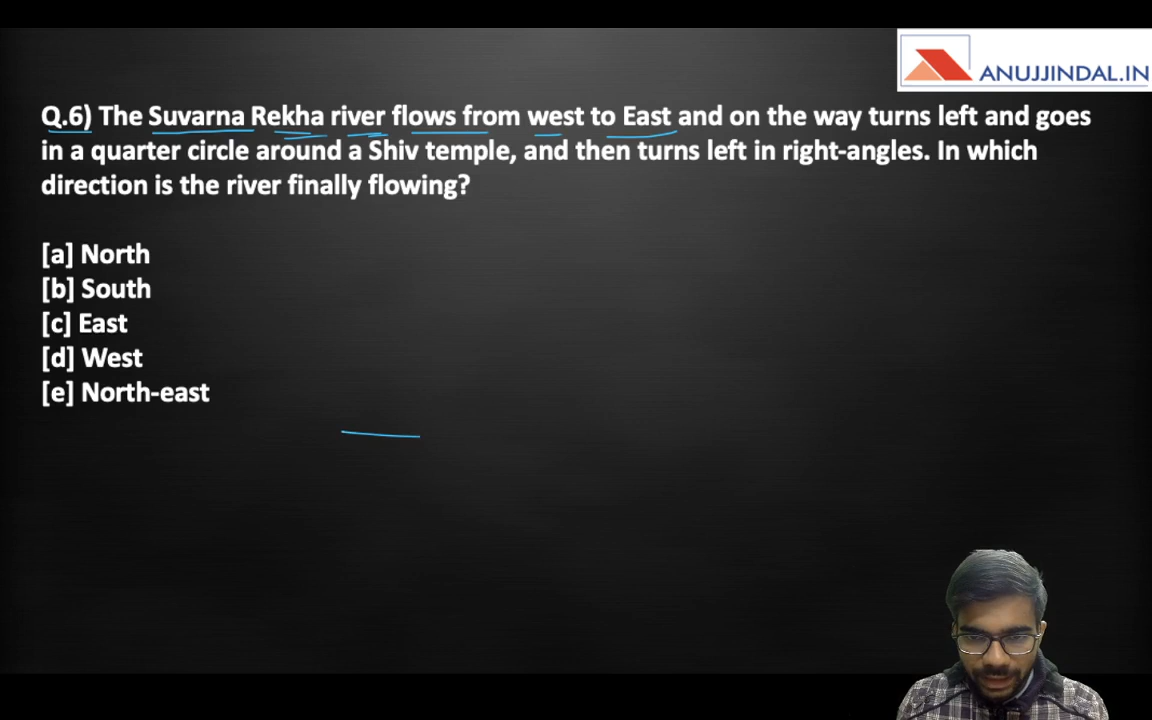 ANUJJINDAL.IN
Q.6) The Suvarna Rekha river flows from west to East and on the way turns left and goes
in a quarter circle around a Shiv temple, and then turns left in right-angles. In which
direction is the river finally flowing?
[a] North
[b] South
[c] East
[d] West
[e] North-east